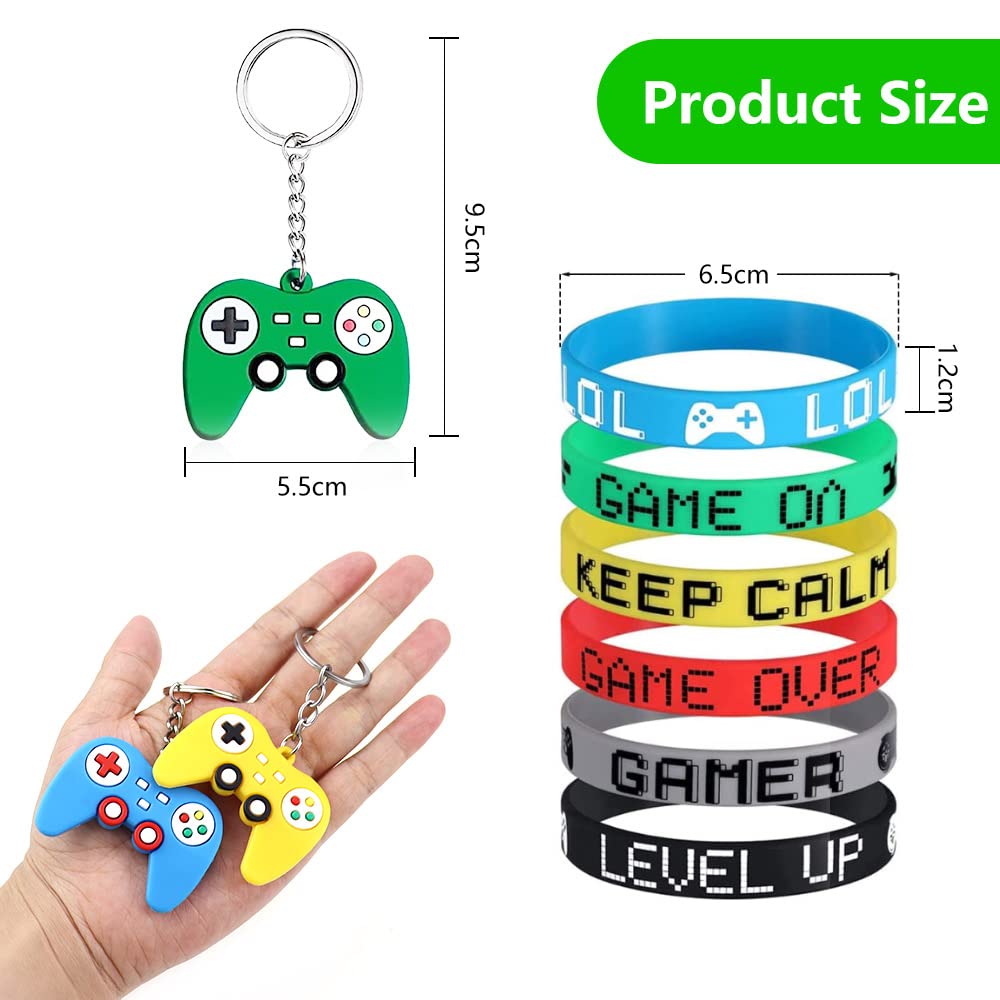 Product Size
9.5cm
5.5cm
6.5cm
1.2cm
LOL LOL
GAME ON
KEEP CALM
GAME OVER
GAMER
LEVEL UP